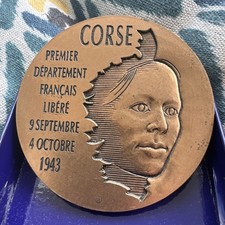 CORSE
PREMIER
DÉPARTEMENT
FRANÇAIS
LIBÉRÉ
9 SEPTEMBRE
4 OCTOBRE
1943